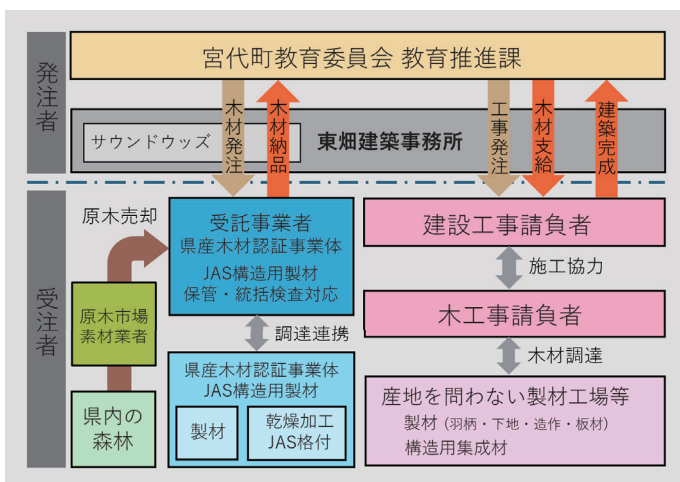 発注者
宮代町教育委員会 教育推進課
木材発注
木材納品
工事発注
木材支給
建築完成
サウンドウッズ
東畑建築事務所
受注者
原木売却
原木市場
素材業者
県内の
森林
受託事業者
県産木材認証事業体
JAS構造用製材
保管・統括検査対応
調達連携
県産木材認証事業体
JAS構造用製材
製材
乾燥加工
JAS格付
建設工事請負者
施工協力
木工事請負者
木材調達
産地を問わない製材工場等
製材（羽柄・下地・造作・板材）
構造用集成材